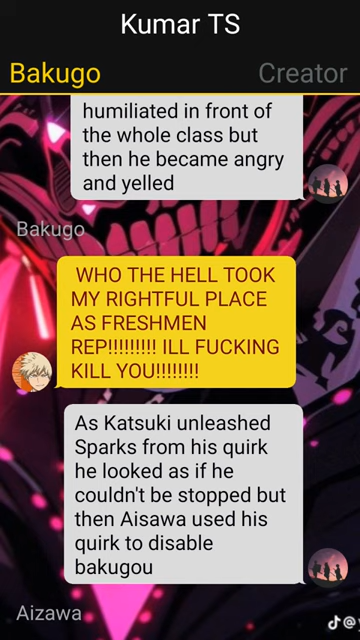 Kumar TS
Bakugo
Creator
humiliated in front of
the whole class but
then he became angry
and yelled
Bakugo
WHO THE HELL TOOK
MY RIGHTFUL PLACE
AS FRESHMEN
REP!!!!!!!!! ILL FUCKING
KILL YOU!!!!!!!!
As Katsuki unleashed
Sparks from his quirk
he looked as if he
couldn't be stopped but
then Aisawa used his
quirk to disable
bakugou
Aizawa
@